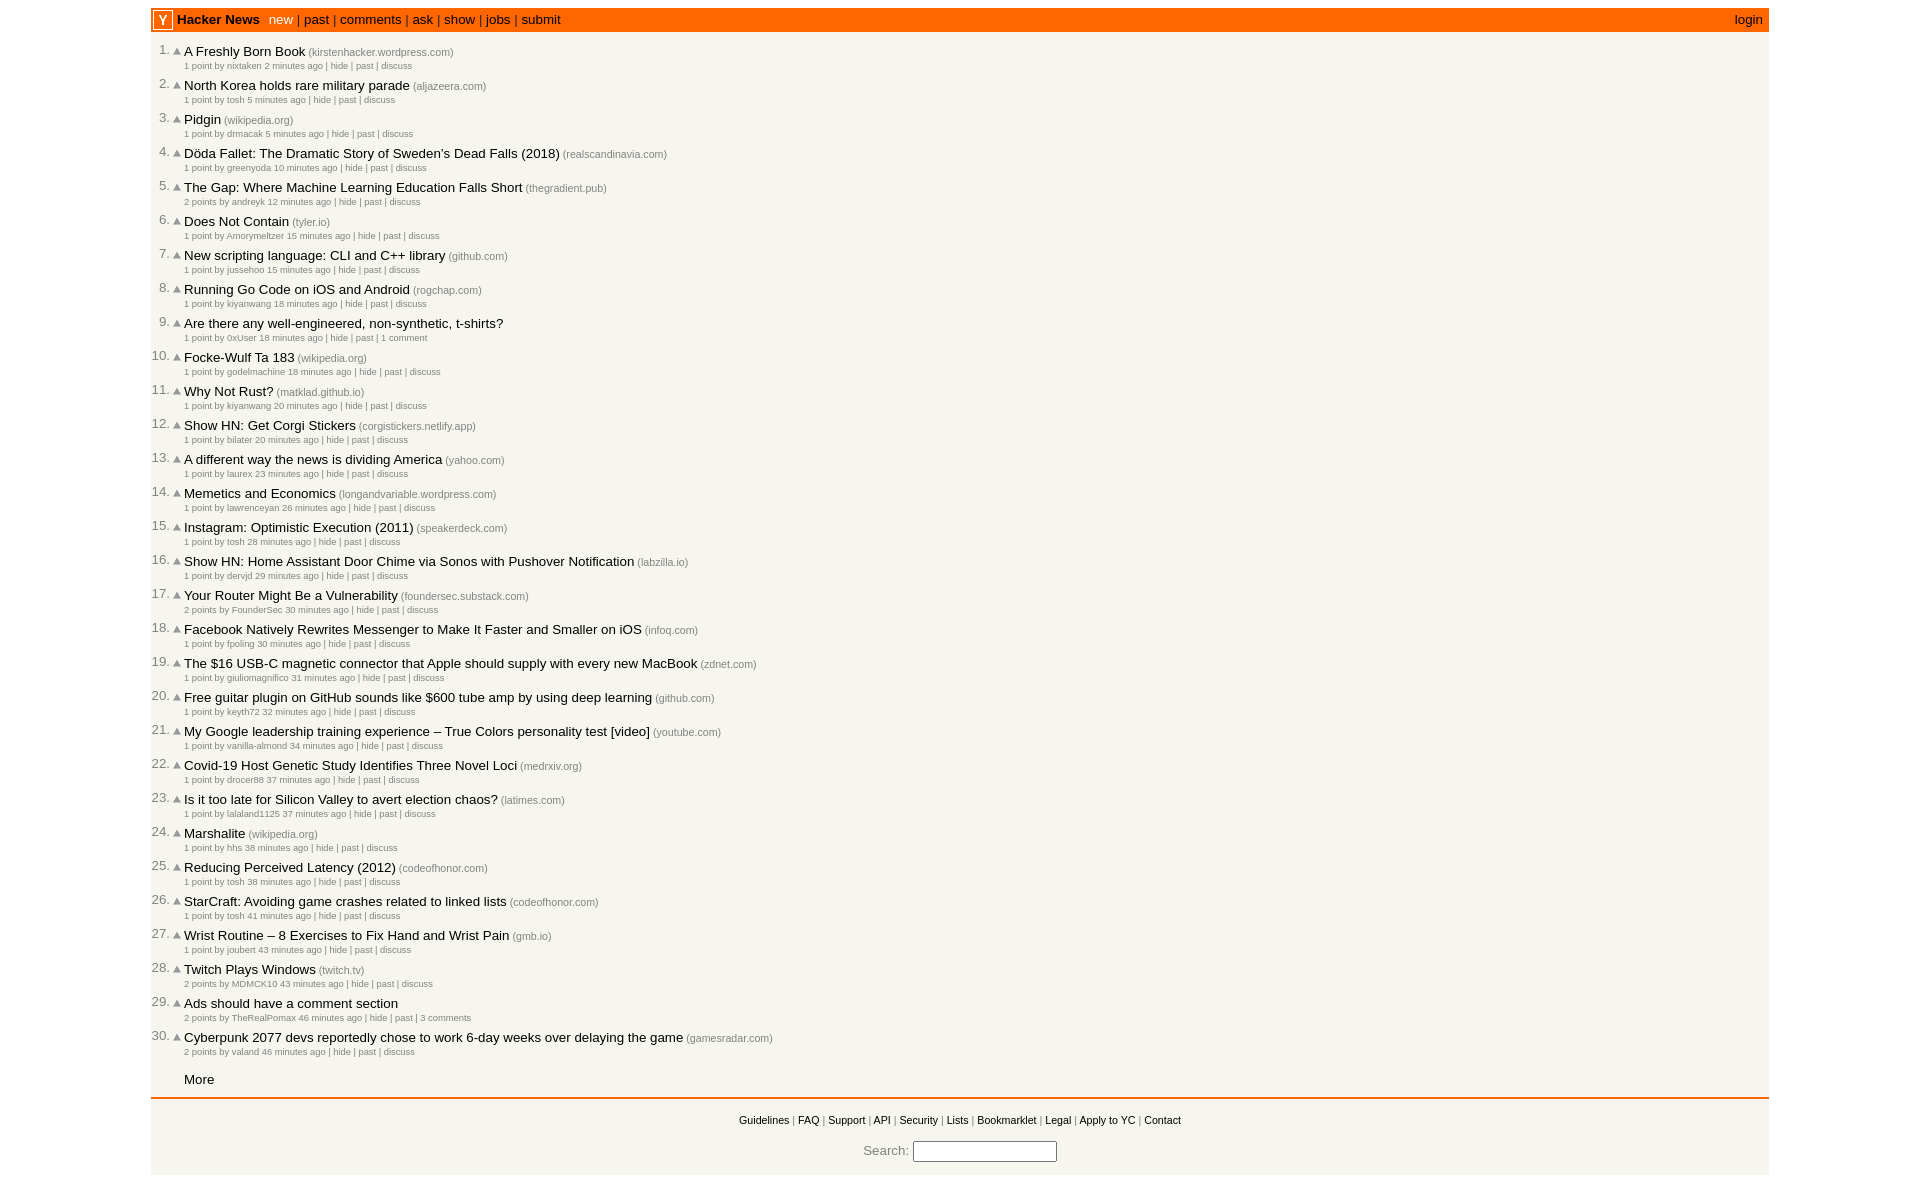 Y Hacker News new | past | comments | ask | show | jobs | submit login
1. A Freshly Born Book (kirstenhacker.wordpress.com)
1 point by nixtaken 2 minutes ago | hide | past | discuss
2. North Korea holds rare military parade (aljazeera.com)
1 point by tosh 5 minutes ago | hide | past | discuss
3. Pidgin (wikipedia.org)
1 point by drmacak 5 minutes ago | hide | past | discuss
4. Döda Fallet: The Dramatic Story of Sweden’s Dead Falls (2018) (realscandinavia.com)
1 point by greenyoda 10 minutes ago | hide | past | discuss
5. The Gap: Where Machine Learning Education Falls Short (thegradient.pub)
2 points by andreyk 12 minutes ago | hide | past | discuss
6. Does Not Contain (tyler.io)
1 point by Amorymeltzer 15 minutes ago | hide | past | discuss
7. New scripting language: CLI and C++ library (github.com)
1 point by jussehoo 15 minutes ago | hide | past | discuss
8. Running Go Code on iOS and Android (rogchap.com)
1 point by kiyanwang 18 minutes ago | hide | past | discuss
9. Are there any well-engineered, non-synthetic, t-shirts?
1 point by 0xUser 18 minutes ago | hide | past | 1 comment
10. Focke-Wulf Ta 183 (wikipedia.org)
1 point by godelmachine 18 minutes ago | hide | past | discuss
11. Why Not Rust? (matklad.github.io)
1 point by kiyanwang 20 minutes ago | hide | past | discuss
12. Show HN: Get Corgi Stickers (corgistickers.netlify.app)
1 point by bilater 20 minutes ago | hide | past | discuss
13. A different way the news is dividing America (yahoo.com)
1 point by laurex 23 minutes ago | hide | past | discuss
14. Memetics and Economics (longandvariable.wordpress.com)
1 point by lawrenceyan 26 minutes ago | hide | past | discuss
15. Instagram: Optimistic Execution (2011) (speakerdeck.com)
1 point by tosh 28 minutes ago | hide | past | discuss
16. Show HN: Home Assistant Door Chime via Sonos with Pushover Notification (labzilla.io)
1 point by dervjd 29 minutes ago | hide | past | discuss
17. Your Router Might Be a Vulnerability (foundersec.substack.com)
2 points by FounderSec 30 minutes ago | hide | past | discuss
18. Facebook Natively Rewrites Messenger to Make It Faster and Smaller on iOS (infoq.com)
1 point by fpoling 30 minutes ago | hide | past | discuss
19. The $16 USB-C magnetic connector that Apple should supply with every new MacBook (zdnet.com)
1 point by giuliomagnifico 31 minutes ago | hide | past | discuss
20. Free guitar plugin on GitHub sounds like $600 tube amp by using deep learning (github.com)
1 point by keyth72 32 minutes ago | hide | past | discuss
21. My Google leadership training experience – True Colors personality test [video] (youtube.com)
1 point by vanilla-almond 34 minutes ago | hide | past | discuss
22. Covid-19 Host Genetic Study Identifies Three Novel Loci (medrxiv.org)
1 point by drocer88 37 minutes ago | hide | past | discuss
23. Is it too late for Silicon Valley to avert election chaos? (latimes.com)
1 point by lalaland1125 37 minutes ago | hide | past | discuss
24. Marshalite (wikipedia.org)
1 point by hhs 38 minutes ago | hide | past | discuss
25. Reducing Perceived Latency (2012) (codeofhonor.com)
1 point by tosh 38 minutes ago | hide | past | discuss
26. StarCraft: Avoiding game crashes related to linked lists (codeofhonor.com)
1 point by tosh 41 minutes ago | hide | past | discuss
27. Wrist Routine – 8 Exercises to Fix Hand and Wrist Pain (gmb.io)
1 point by joubert 43 minutes ago | hide | past | discuss
28. Twitch Plays Windows (twitch.tv)
2 points by MDMCK10 43 minutes ago | hide | past | discuss
29. Ads should have a comment section
2 points by TheRealPomax 46 minutes ago | hide | past | 3 comments
30. Cyberpunk 2077 devs reportedly chose to work 6-day weeks over delaying the game (gamesradar.com)
2 points by valand 46 minutes ago | hide | past | discuss
More
Guidelines | FAQ | Support | API | Security | Lists | Bookmarklet | Legal | Apply to YC | Contact
Search: